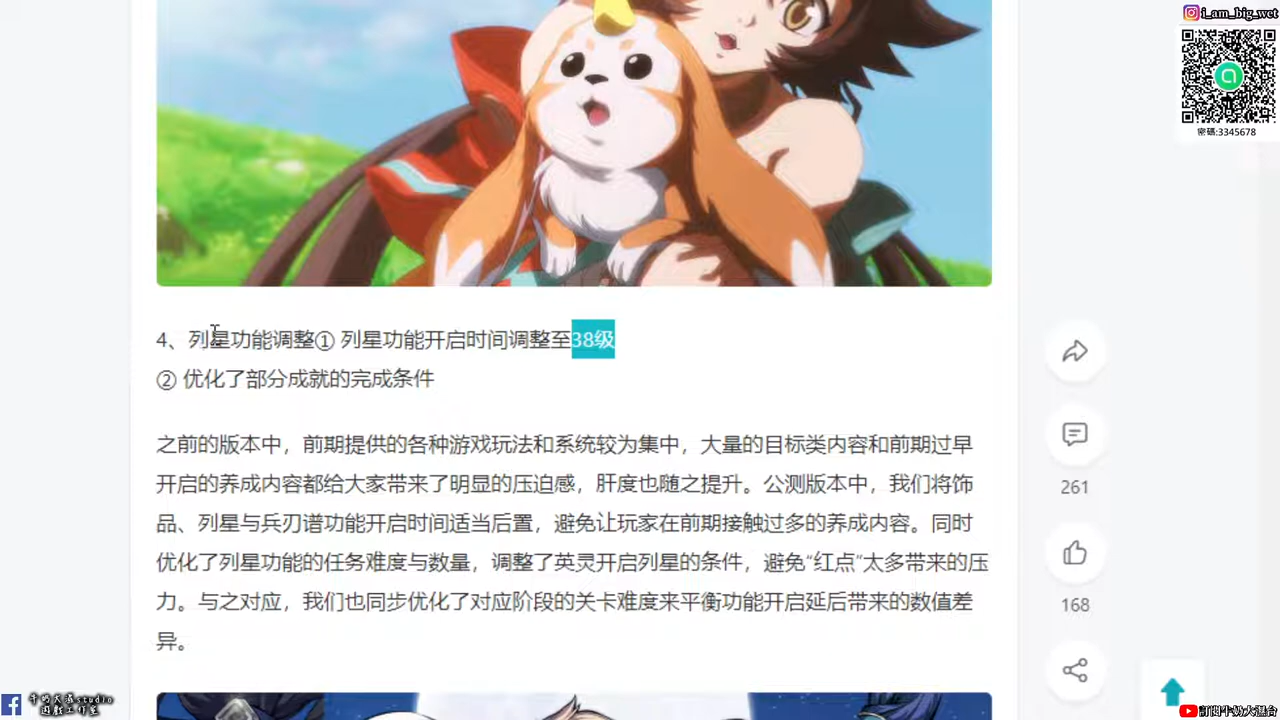 i_am_big_wet
密碼:3345678
4、列星功能调整① 列星功能开启时间调整至38级
② 优化了部分成就的完成条件
之前的版本中，前期提供的各种游戏玩法和系统较为集中，大量的目标类内容和前期过早
开启的养成内容都给大家带来了明显的压迫感，肝度也随之提升。公测版本中，我们将饰
品、列星与兵刃谱功能开启时间适当后置，避免让玩家在前期接触过多的养成内容。同时
优化了列星功能的任务难度与数量，调整了英灵开启列星的条件，避免“红点”太多带来的压
力。与之对应，我们也同步优化了对应阶段的关卡难度来平衡功能开启延后带来的数值差
异。
261
168